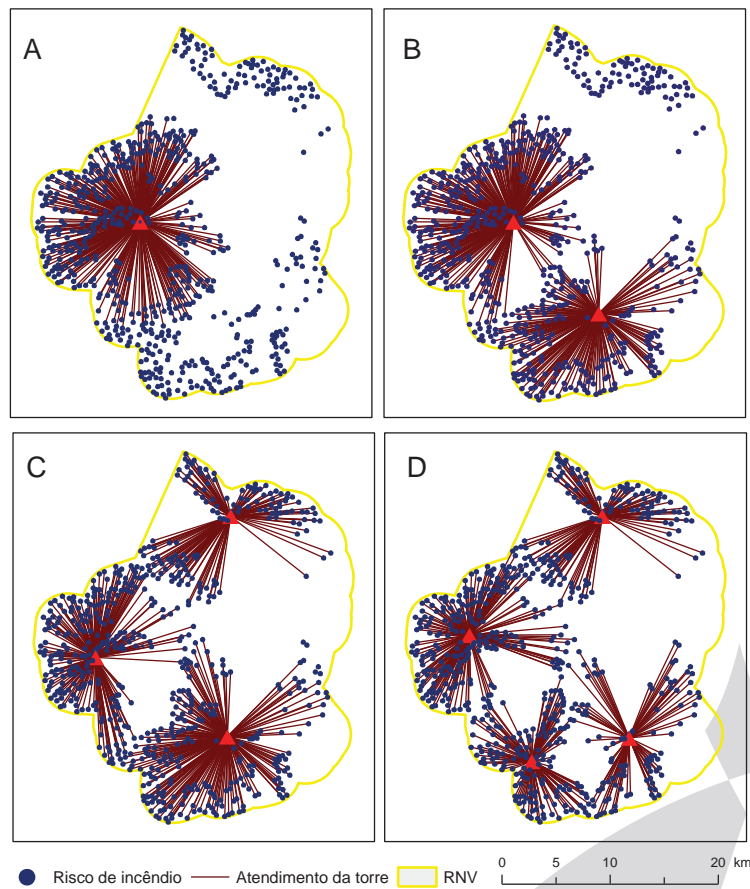 A
B
C
D
Risco de incêndio
Atendimento da torre
RNV
0 5 10 20 km